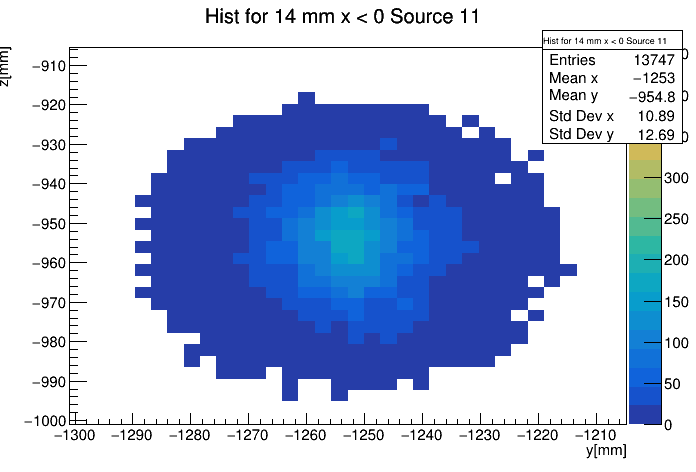 Hist for 14 mm x < 0 Source 11
z[mm]
Hist for 14 mm x < 0 Source 11
Entries 13747
Mean x −1253
Mean y −954.8
Std Dev x 10.89
Std Dev y 12.69
−910
−920
−930
−940
−950
−960
−970
−980
−990
−1000
−1300 −1290 −1280 −1270 −1260 −1250 −1240 −1230 −1220 −1210
y[mm]
300
250
200
150
100
50
0